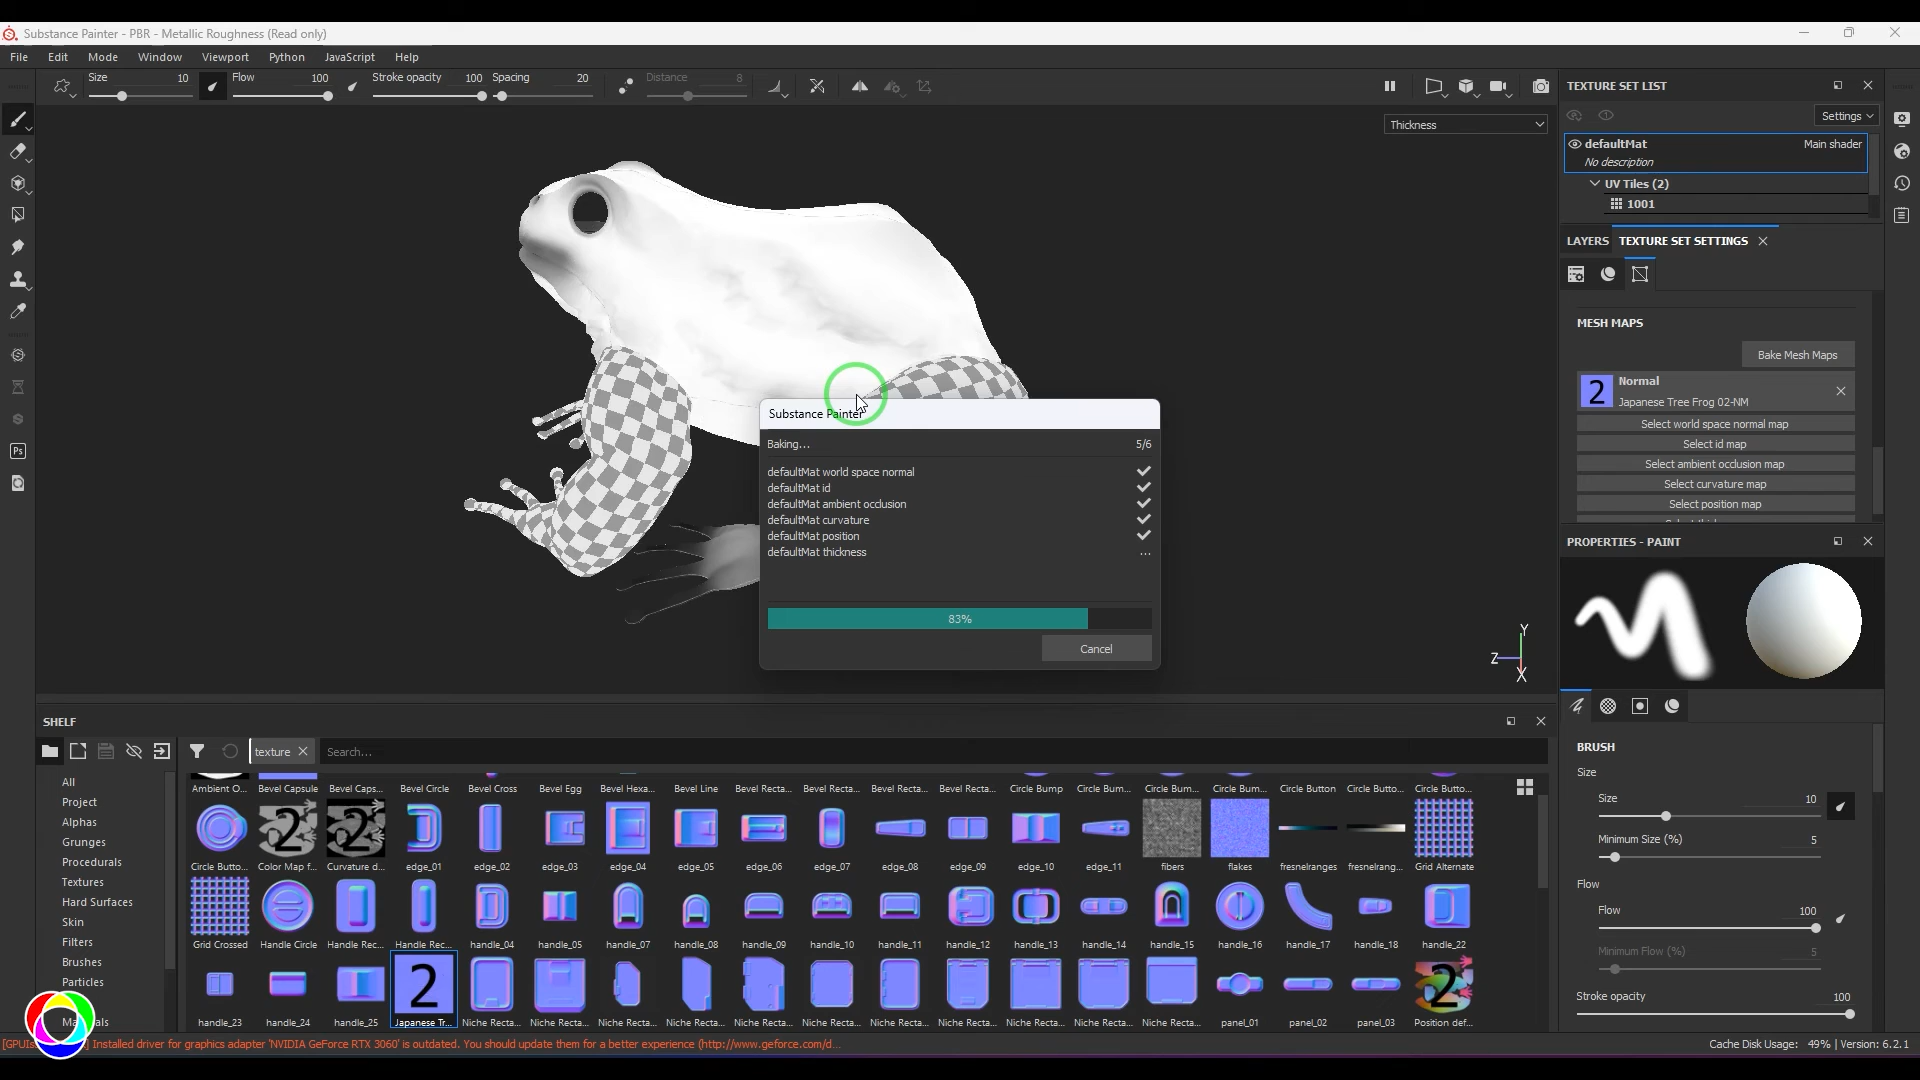 Substance Painter - PBR - Metallic Roughness (Read only)
File Edit Mode Window Viewport Python JavaScript Help
Size 10 Flow 100 Stroke opacity 100 Spacing 20 Distance 8
Thickness
TEXTURE SET LIST
Settings
defaultMat Main shader
No description
UV Tiles (2)
1001
LAYERS TEXTURE SET SETTINGS
MESH MAPS
Bake Mesh Maps
2 Normal
Japanese Tree Frog 02-NM
Select world space normal map
Select id map
Select ambient occlusion map
Select curvature map
Select position map
Substance Painter
Baking... 5/6
defaultMat world space normal
defaultMat id
defaultMat ambient occlusion
defaultMat curvature
defaultMat position
defaultMat thickness ...
83%
Cancel
Y
Z
X
PROPERTIES - PAINT
BRUSH
Size
Size 10
Minimum Size (%) 5
Flow
Flow 100
Minimum Flow (%) 5
Stroke opacity 100
SHELF
texture Search...
All
Project
Alphas
Grunges
Procedurals
Textures
Hard Surfaces
Skin
Filters
Brushes
Particles
Ps
Ambient O... Bevel Capsule Bevel Caps... Bevel Circle Bevel Cross Bevel Egg Bevel Hexa... Bevel Line Bevel Recta... Bevel Recta... Bevel Recta... Bevel Recta... Circle Bump Circle Bum... Circle Bum... Circle Bum... Circle Button Circle Butto... Circle Butto...
2 2
Circle Butto... Color Map f... Curvature d... edge_01 edge_02 edge_03 edge_04 edge_05 edge_06 edge_07 edge_08 edge_09 edge_10 edge_11 fibers flakes fresnelranges fresnelrang... Grid Alternate
Grid Crossed Handle Circle Handle Rec... Handle Rec... handle_04 handle_05 handle_07 handle_08 handle_09 handle_10 handle_11 handle_12 handle_13 handle_14 handle_15 handle_16 handle_17 handle_18 handle_22
2 2
handle_23 handle_24 handle_25 Japanese Tr... Niche Recta... Niche Recta... Niche Recta... Niche Recta... Niche Recta... Niche Recta... Niche Recta... Niche Recta... Niche Recta... Niche Recta... Niche Recta... panel_01 panel_02 panel_03 Position def...
Installed driver for graphics adapter 'NVIDIA GeForce RTX 3060' is outdated. You should update them for a better experience (http://www.geforce.com/d...
Cache Disk Usage: 49% | Version: 6.2.1